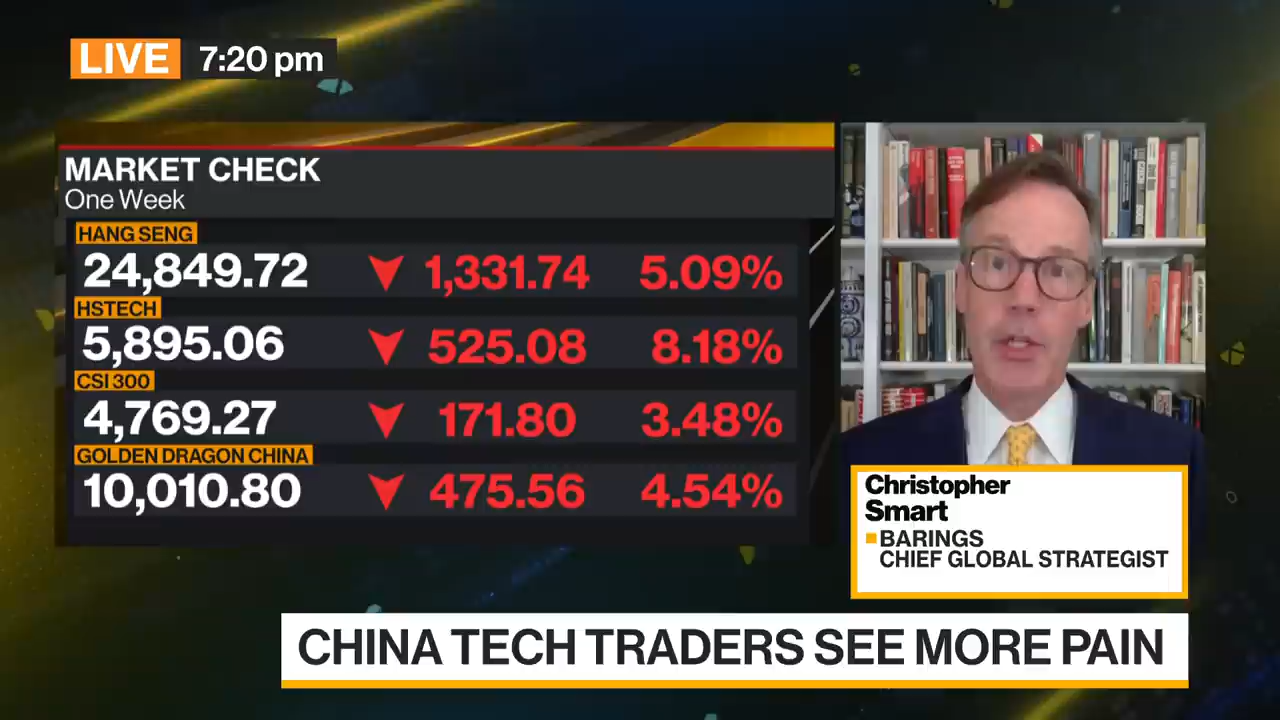 LIVE 7:20 pm
MARKET CHECK
One Week
HANG SENG
24,849.72 ▼ 1,331.74 5.09%
HSTECH
5,895.06 ▼ 525.08 8.18%
CSI 300
4,769.27 ▼ 171.80 3.48%
GOLDEN DRAGON CHINA
10,010.80 ▼ 475.56 4.54%
Christopher
Smart
BARINGS
CHIEF GLOBAL STRATEGIST
CHINA TECH TRADERS SEE MORE PAIN